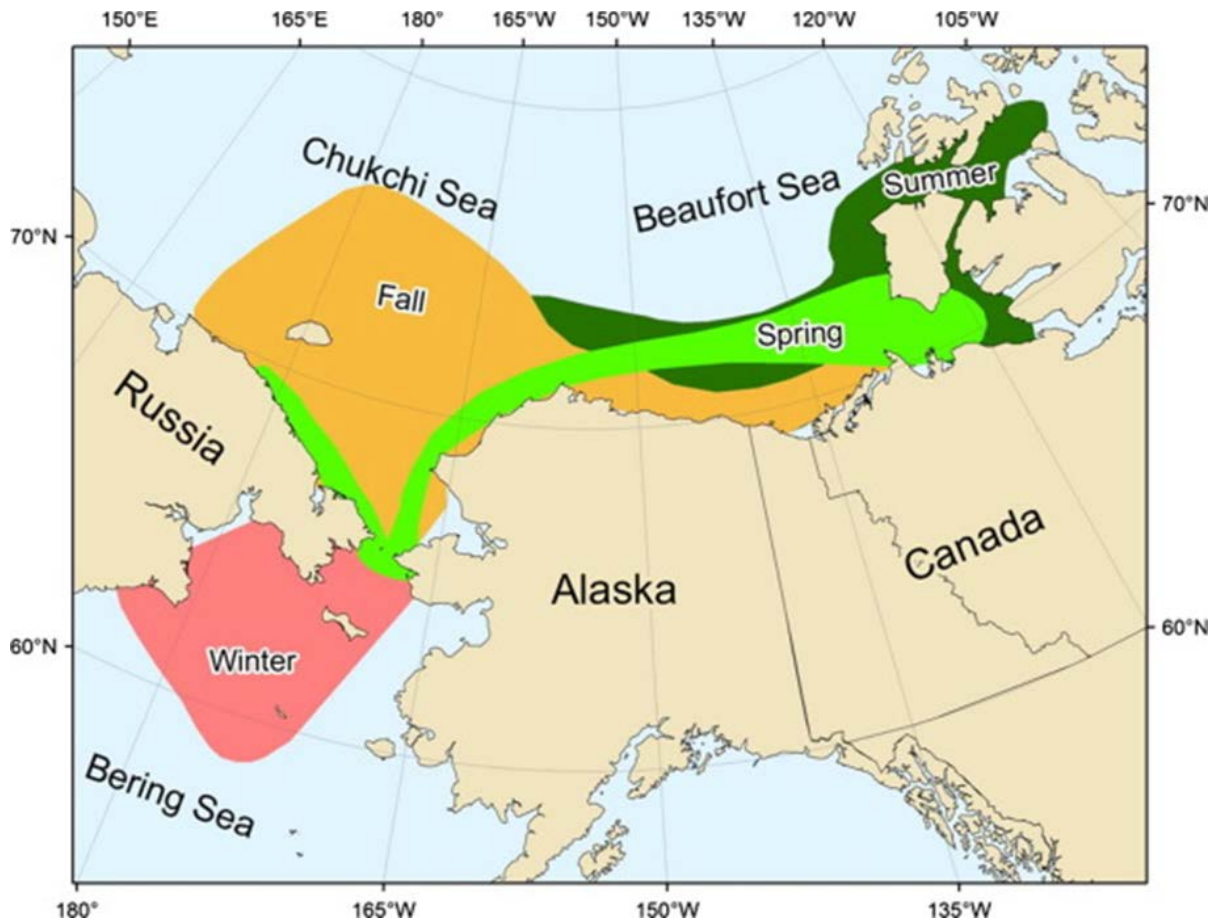 150°E 165°E 180° 165°W 150°W 135°W 120°W 105°W
Chukchi Sea
Beaufort Sea
Summer
70°N
70°N
Fall
Spring
Russia
Canada
Alaska
60°N
60°N
Winter
Bering Sea
180° 165°W 150°W 135°W